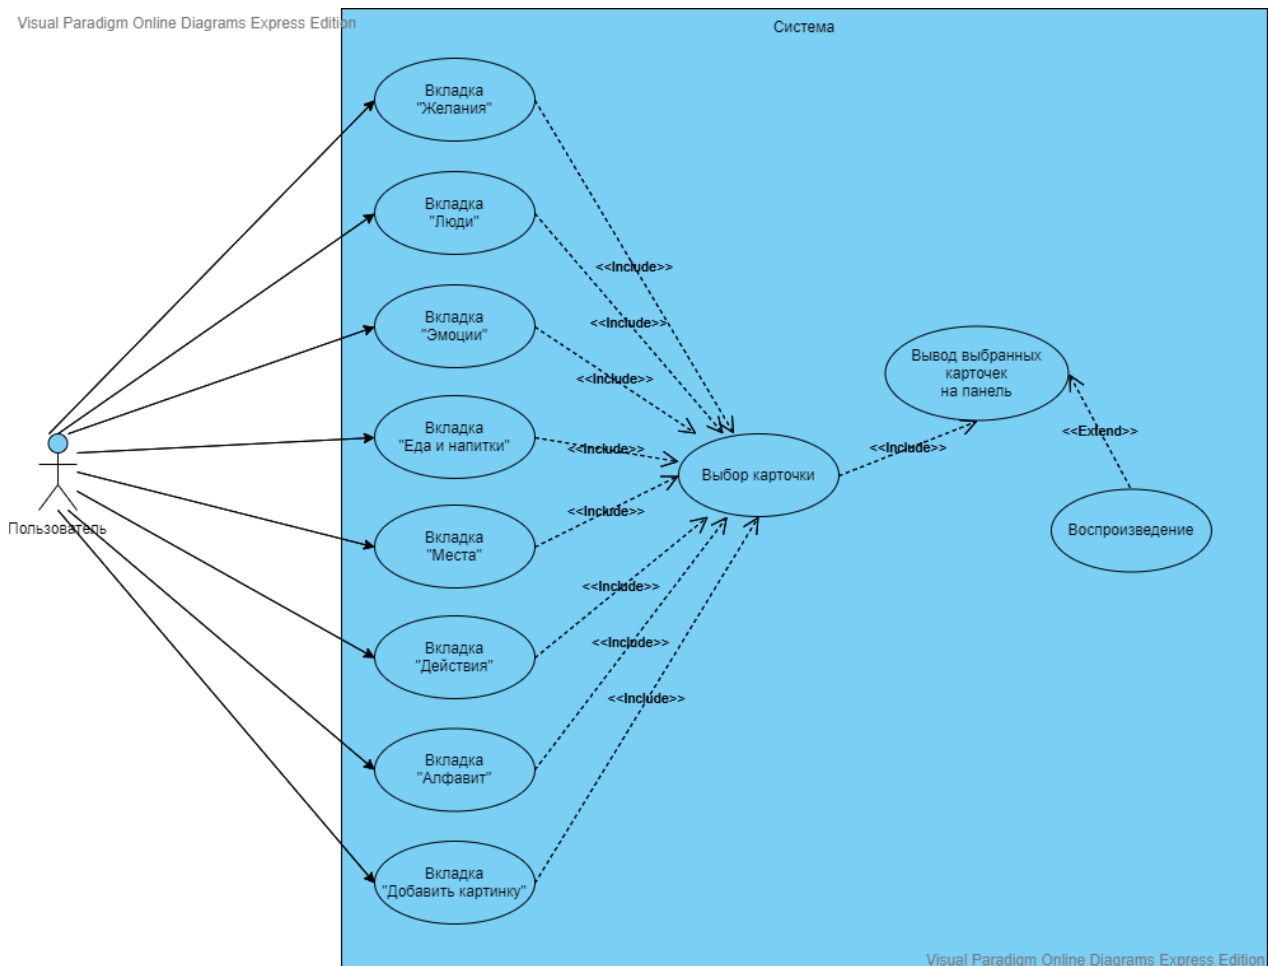 Visual Paradigm Online Diagrams Express Edition
Система
Вкладка
"Желания"
Вкладка
"Люди"
<<Include>>
<<Include>>
Вкладка
"Эмоции"
<<Include>>
Вывод выбранных
карточек
на панель
Вкладка
"Еда и напитки"
<<Include>>
<<Include>>
<<Extend>>
Выбор карточки
Пользователь
Вкладка
"Места"
<<Include>>
Воспроизведение
<<Include>>
Вкладка
"Действия"
<<Include>>
<<Include>>
Вкладка
"Алфавит"
Вкладка
"Добавить картинку"
Visual Paradigm Online Diagrams Express Edition